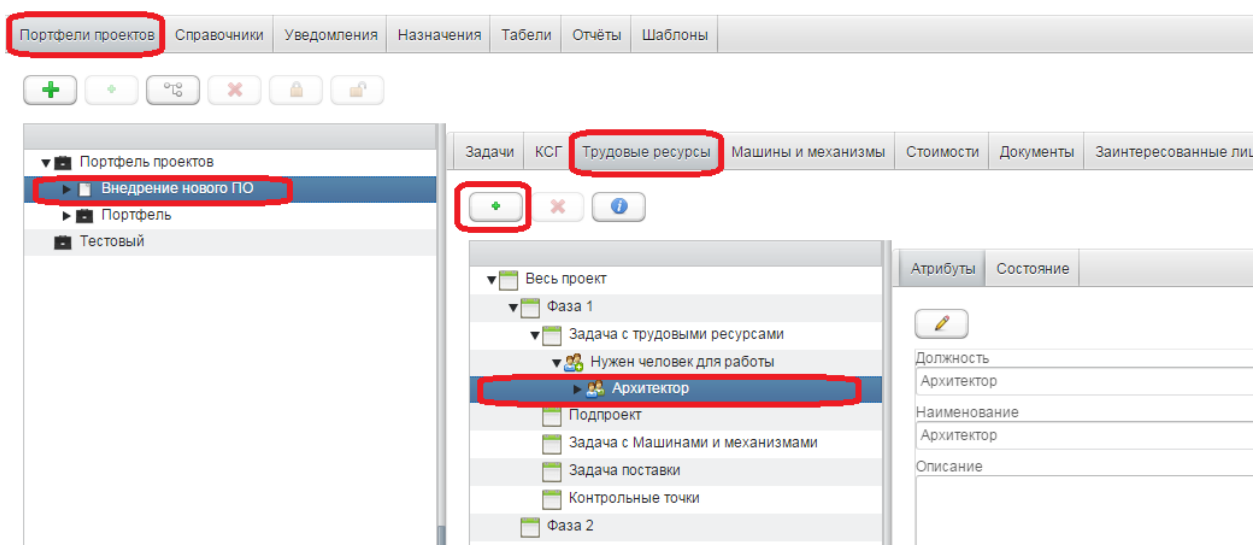 Портфели проектов Справочники Уведомления Назначения Табели Отчёты Шаблоны
Задачи КСГ Трудовые ресурсы Машины и механизмы Стоимости Документы Заинтересованные лиц
Портфель проектов
Внедрение нового ПО
Портфель
Тестовый
Весь проект
Фаза 1
Задача с трудовыми ресурсами
Нужен человек для работы
Архитектор
Подпроект
Задача с Машинами и механизмами
Задача поставки
Контрольные точки
Фаза 2
Атрибуты Состояние
Должность
Архитектор
Наименование
Архитектор
Описание